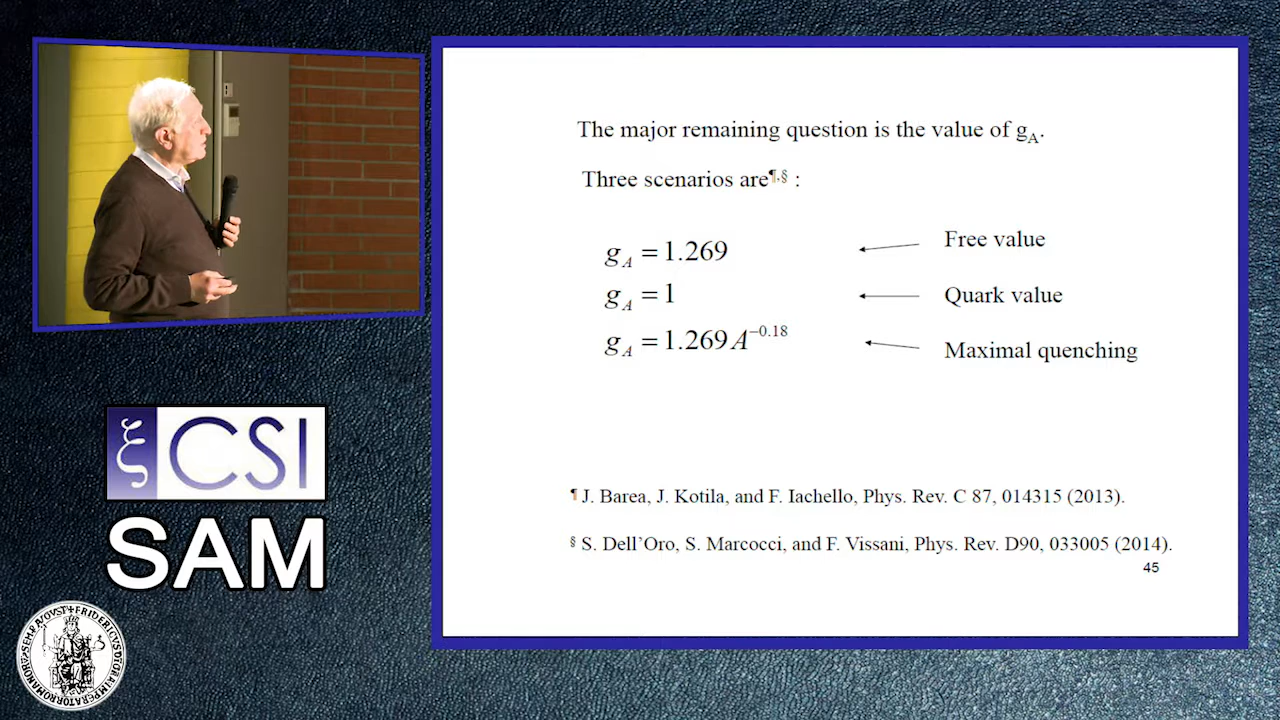 The major remaining question is the value of gA.
Three scenarios are¶,§ :
gA = 1.269
Free value
gA = 1
Quark value
gA = 1.269 A^−0.18
Maximal quenching
¶ J. Barea, J. Kotila, and F. Iachello, Phys. Rev. C 87, 014315 (2013).
§ S. Dell’Oro, S. Marcocci, and F. Vissani, Phys. Rev. D90, 033005 (2014).
45
ξ CSI
SAM